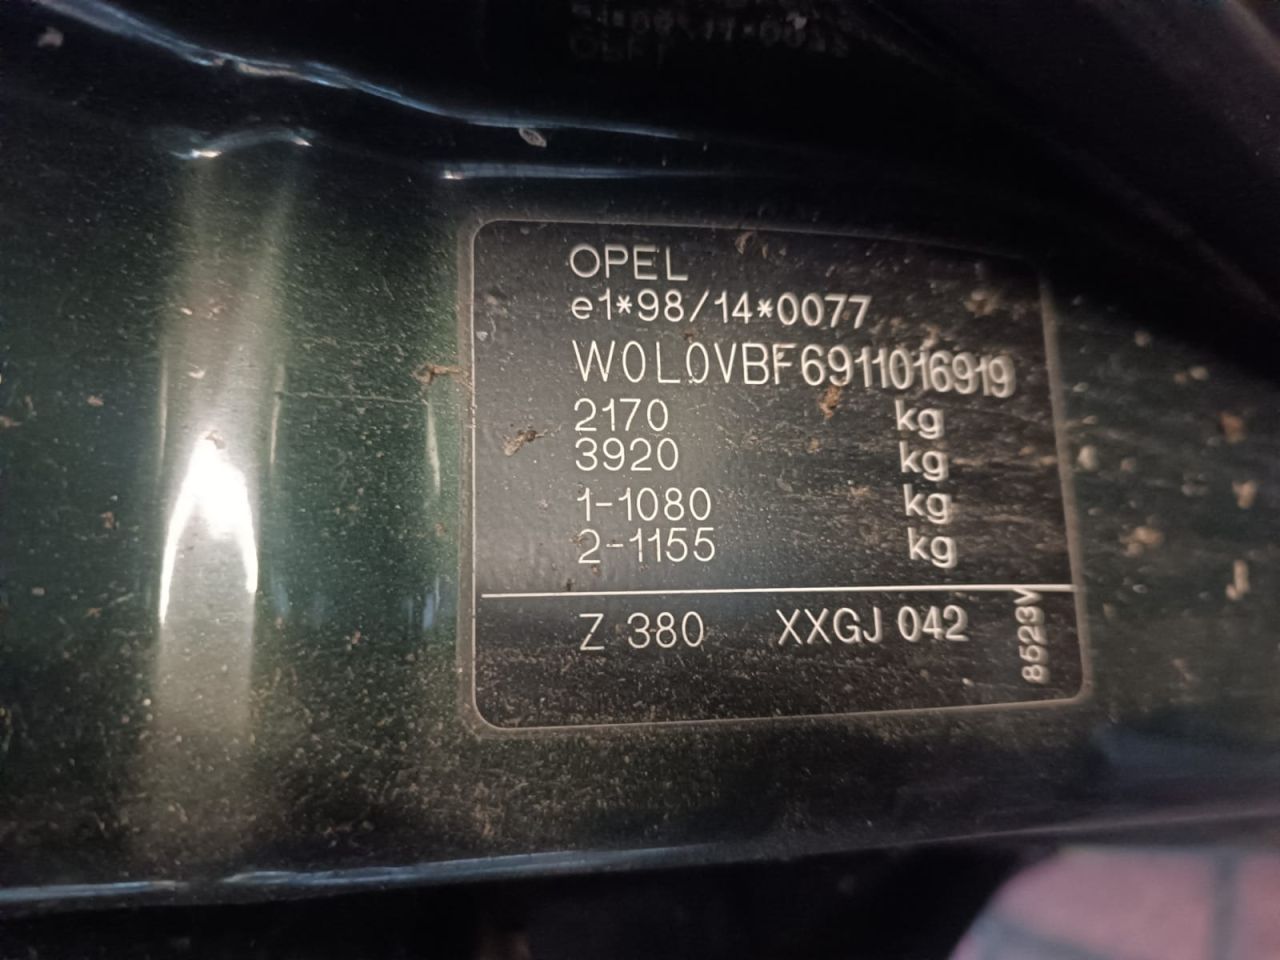 OPEL
e1*98/14*0077
W0L0VBF6911016919
2170 kg
3920 kg
1-1080 kg
2-1155 kg
Z 380 XXGJ 042
8523V